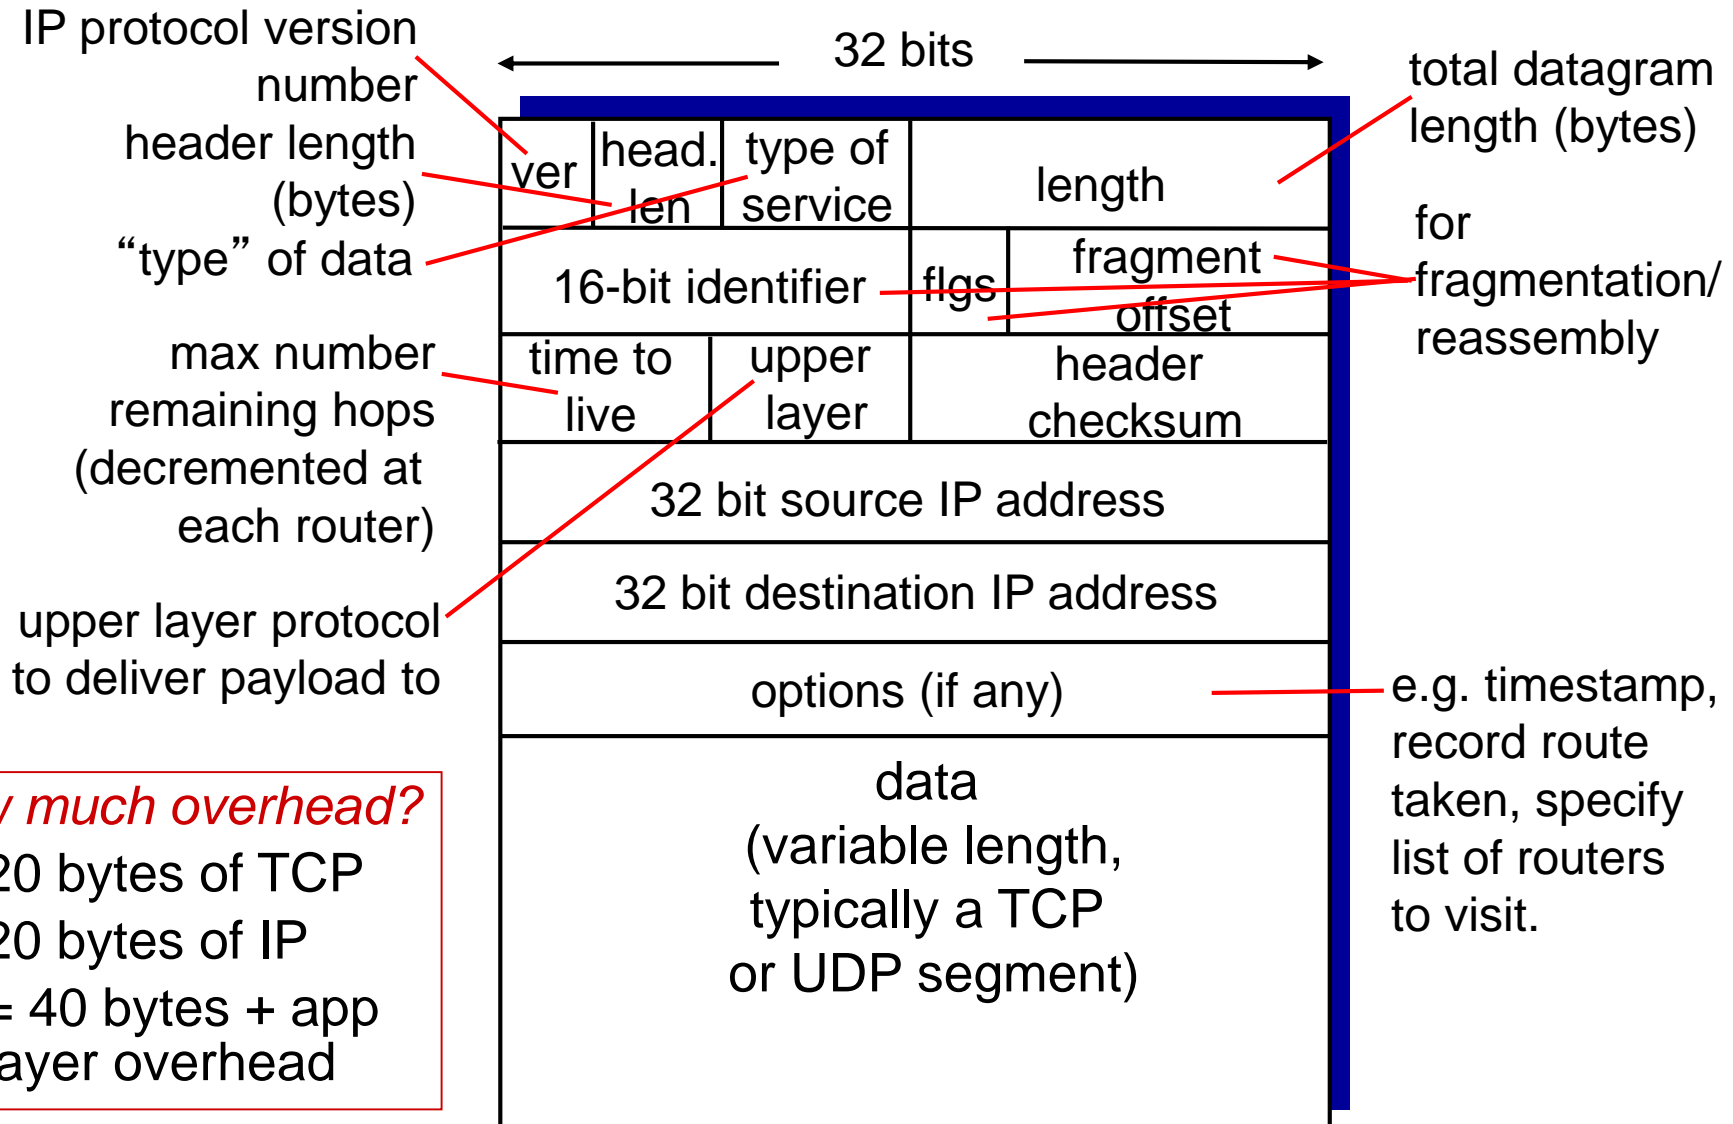 IP protocol version
number
header length
(bytes)
“type” of data
max number
remaining hops
(decremented at
each router)
upper layer protocol
to deliver payload to
much overhead?
20 bytes of TCP
20 bytes of IP
= 40 bytes + app
overhead
32 bits
ver
head.
len
type of
service
length
16-bit identifier
flgs
fragment
offset
time to
live
upper
layer
header
checksum
32 bit source IP address
32 bit destination IP address
options (if any)
data
(variable length,
typically a TCP
or UDP segment)
total datagram
length (bytes)
for
fragmentation/
reassembly
e.g. timestamp,
record route
taken, specify
list of routers
to visit.